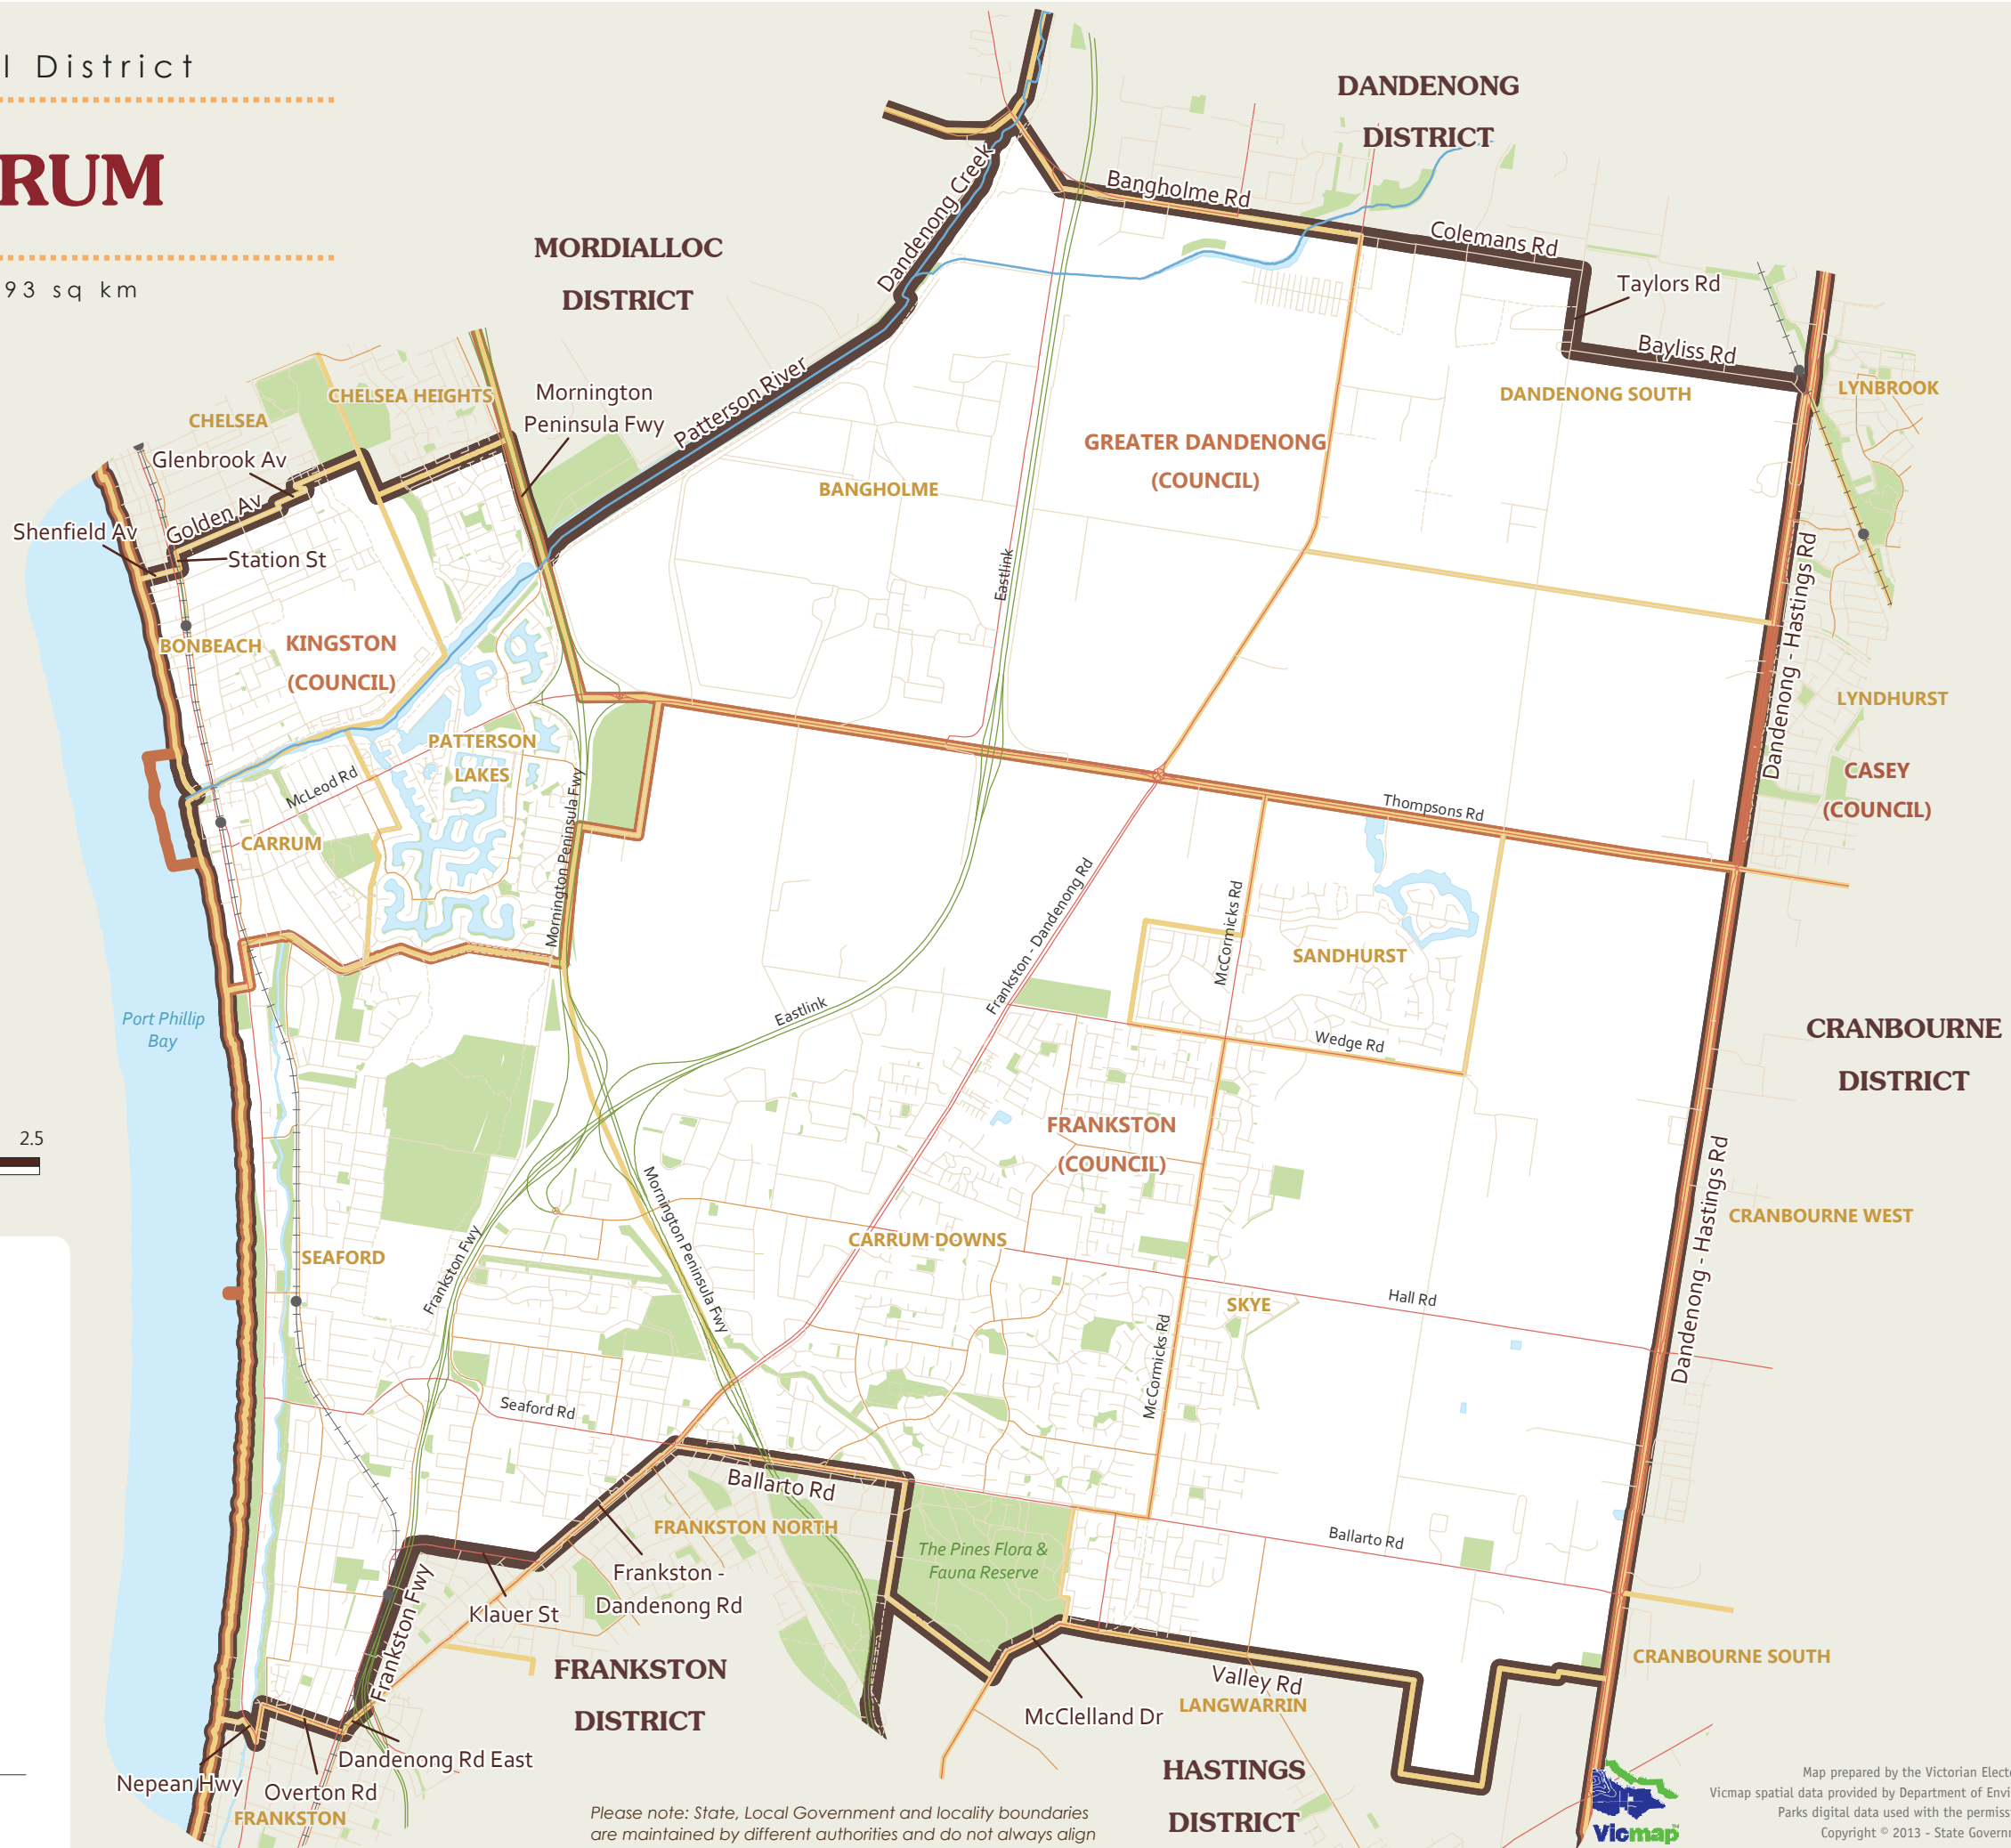 l District
RUM
93 sq km
DANDENONG
DISTRICT
MORDIALLOC
DISTRICT
Dandenong Creek
Bangholme Rd
Colemans Rd
Taylors Rd
Bayliss Rd
Patterson River
Mornington
Peninsula Fwy
CHELSEA HEIGHTS
CHELSEA
Glenbrook Av
Golden Av
Shenfield Av
Station St
DANDENONG SOUTH
LYNBROOK
GREATER DANDENONG
(COUNCIL)
BANGHOLME
Eastlink
Dandenong - Hastings Rd
BONBEACH
KINGSTON
(COUNCIL)
LYNDHURST
CASEY
(COUNCIL)
PATTERSON
LAKES
McLeod Rd
CARRUM
Mornington Peninsula Fwy
Thompsons Rd
Frankston - Dandenong Rd
McCormicks Rd
SANDHURST
Port Phillip
Bay
Eastlink
Wedge Rd
CRANBOURNE
DISTRICT
2.5
FRANKSTON
(COUNCIL)
Dandenong - Hastings Rd
CRANBOURNE WEST
SEAFORD
Frankston Fwy
Mornington Peninsula Fwy
CARRUM DOWNS
SKYE
Hall Rd
McCormicks Rd
Seaford Rd
Ballarto Rd
FRANKSTON NORTH
The Pines Flora &
Fauna Reserve
Ballarto Rd
Frankston -
Dandenong Rd
Klauer St
Frankston Fwy
FRANKSTON
DISTRICT
McClelland Dr
Valley Rd
LANGWARRIN
CRANBOURNE SOUTH
Dandenong Rd East
Nepean Hwy
Overton Rd
FRANKSTON
HASTINGS
DISTRICT
Please note: State, Local Government and locality boundaries
are maintained by different authorities and do not always align
Vicmap
Map prepared by the Victorian Elect
Vicmap spatial data provided by Department of Envi
Parks digital data used with the permiss
Copyright © 2013 - State Govern